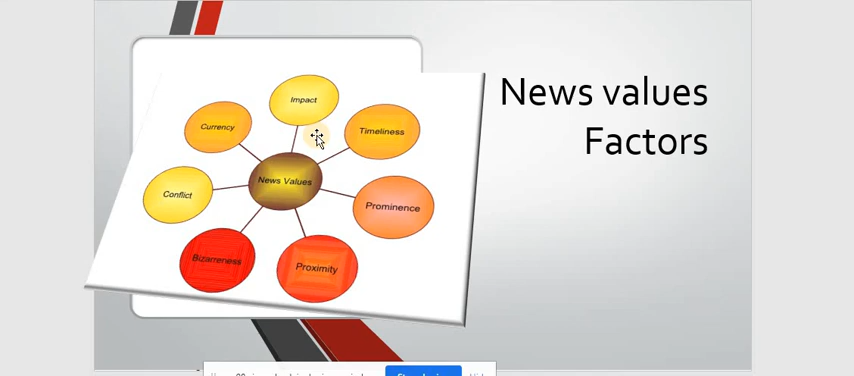 News values
Factors
Impact
Timeliness
Currency
News Values
Conflict
Prominence
Bizarreness
Proximity